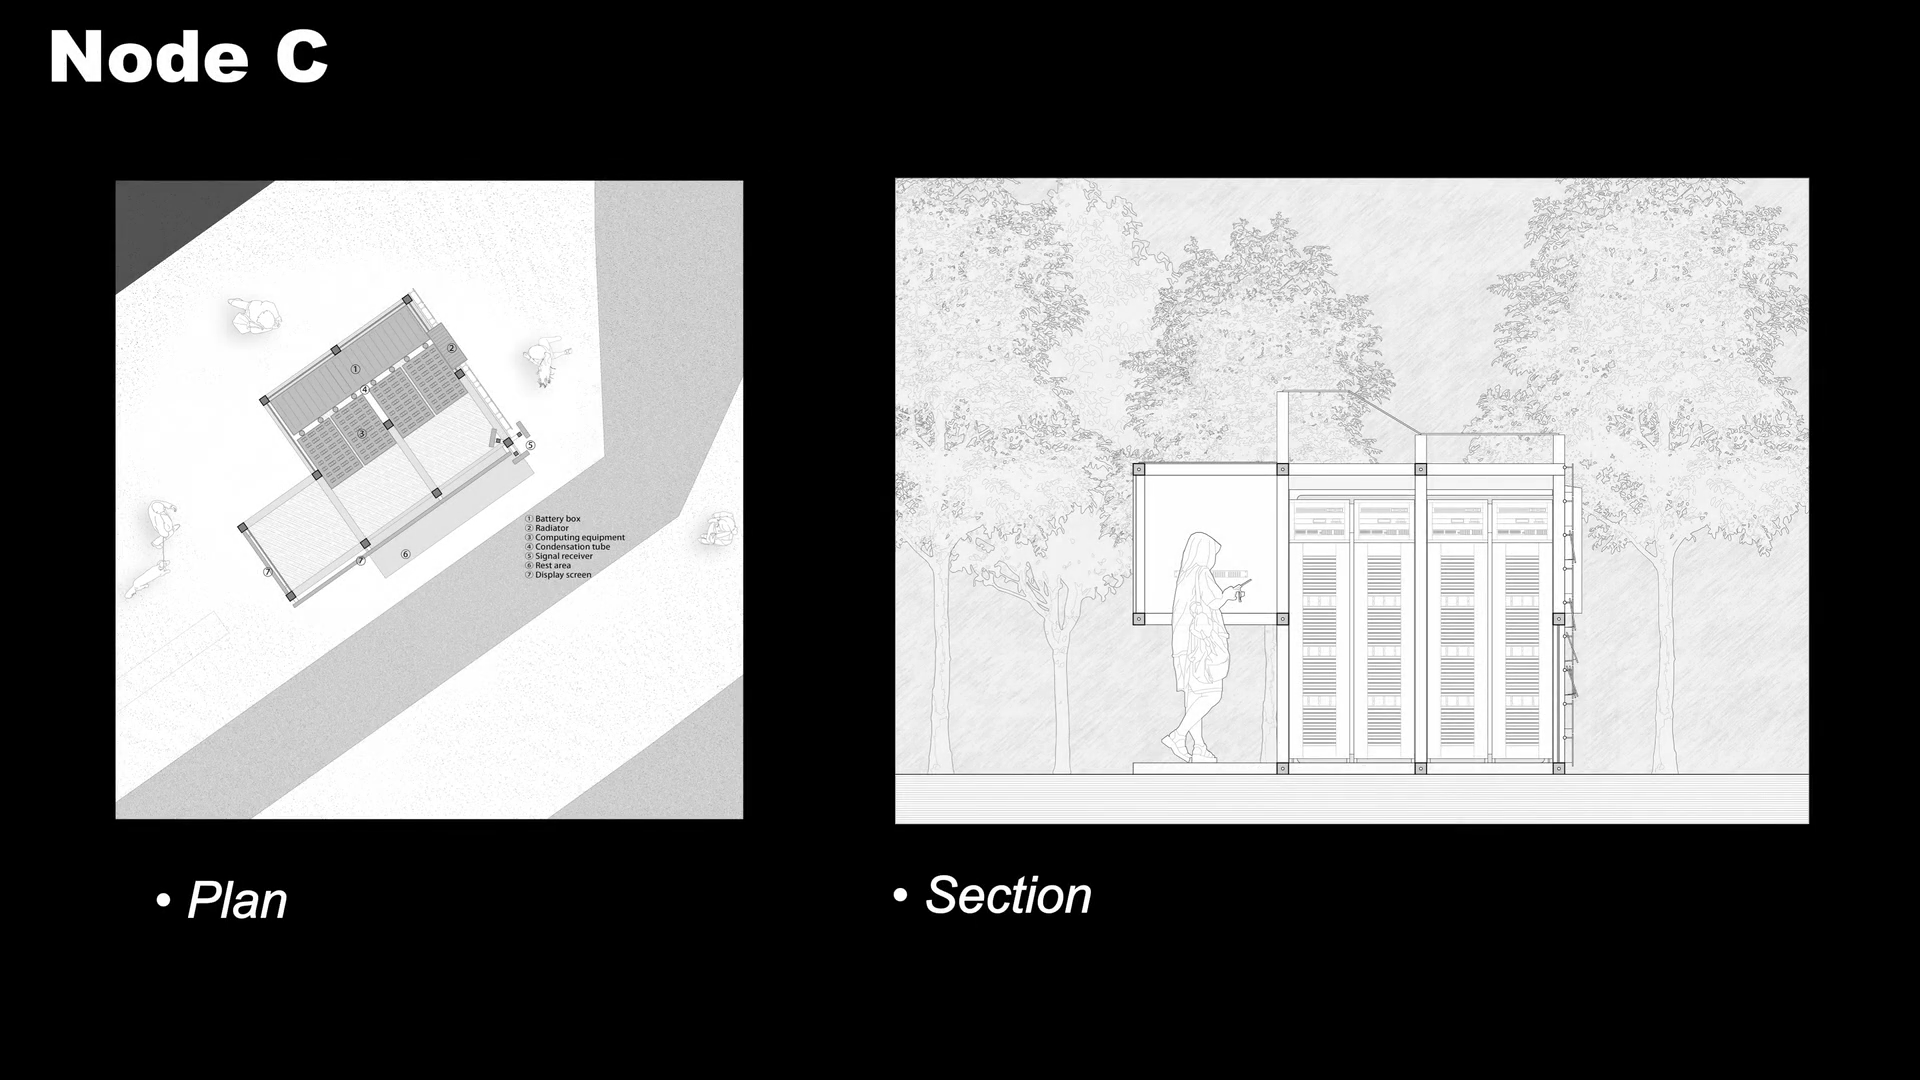 Node C
① 
② 
③ 
④ 
⑤ 
⑥ 
⑦ 
⑦ 
① Battery box
② Radiator
③ Computing equipment
④ Condensation tube
⑤ Signal receiver
⑥ Rest area
⑦ Display screen
• Plan
• Section